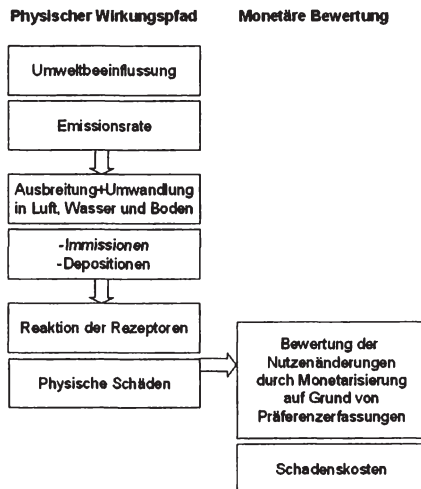 Physischer Wirkungspfad
Monetäre Bewertung
Umweltbeeinflussung
Emissionsrate
Ausbreitung+Umwandlung
in Luft, Wasser und Boden
-Immissionen
-Depositionen
Reaktion der Rezeptoren
Physische Schäden
Bewertung der
Nutzenänderungen
durch Monetarisierung
auf Grund von
Präferenzerfassungen
Schadenskosten